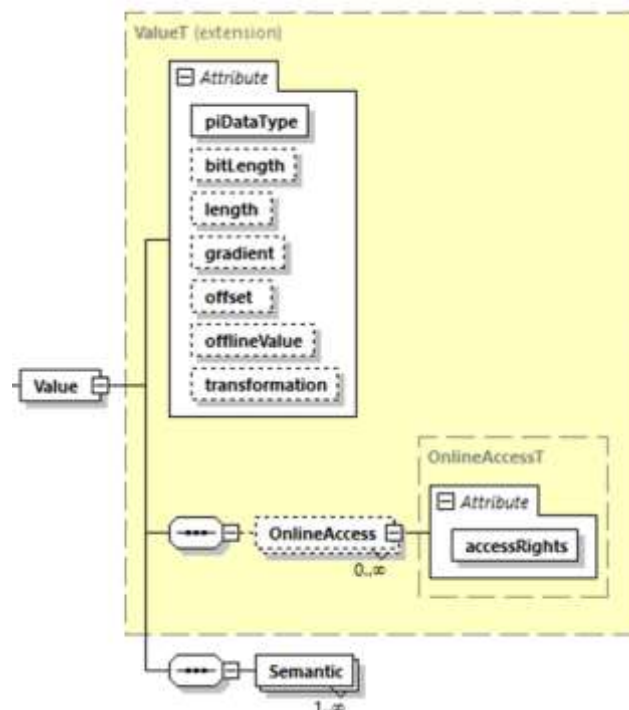 ValueT (extension)
Attribute
piDataType
bitLength
length
gradient
offset
offlineValue
transformation
Value
OnlineAccessT
Attribute
OnlineAccess
accessRights
0..∞
Semantic
1..∞